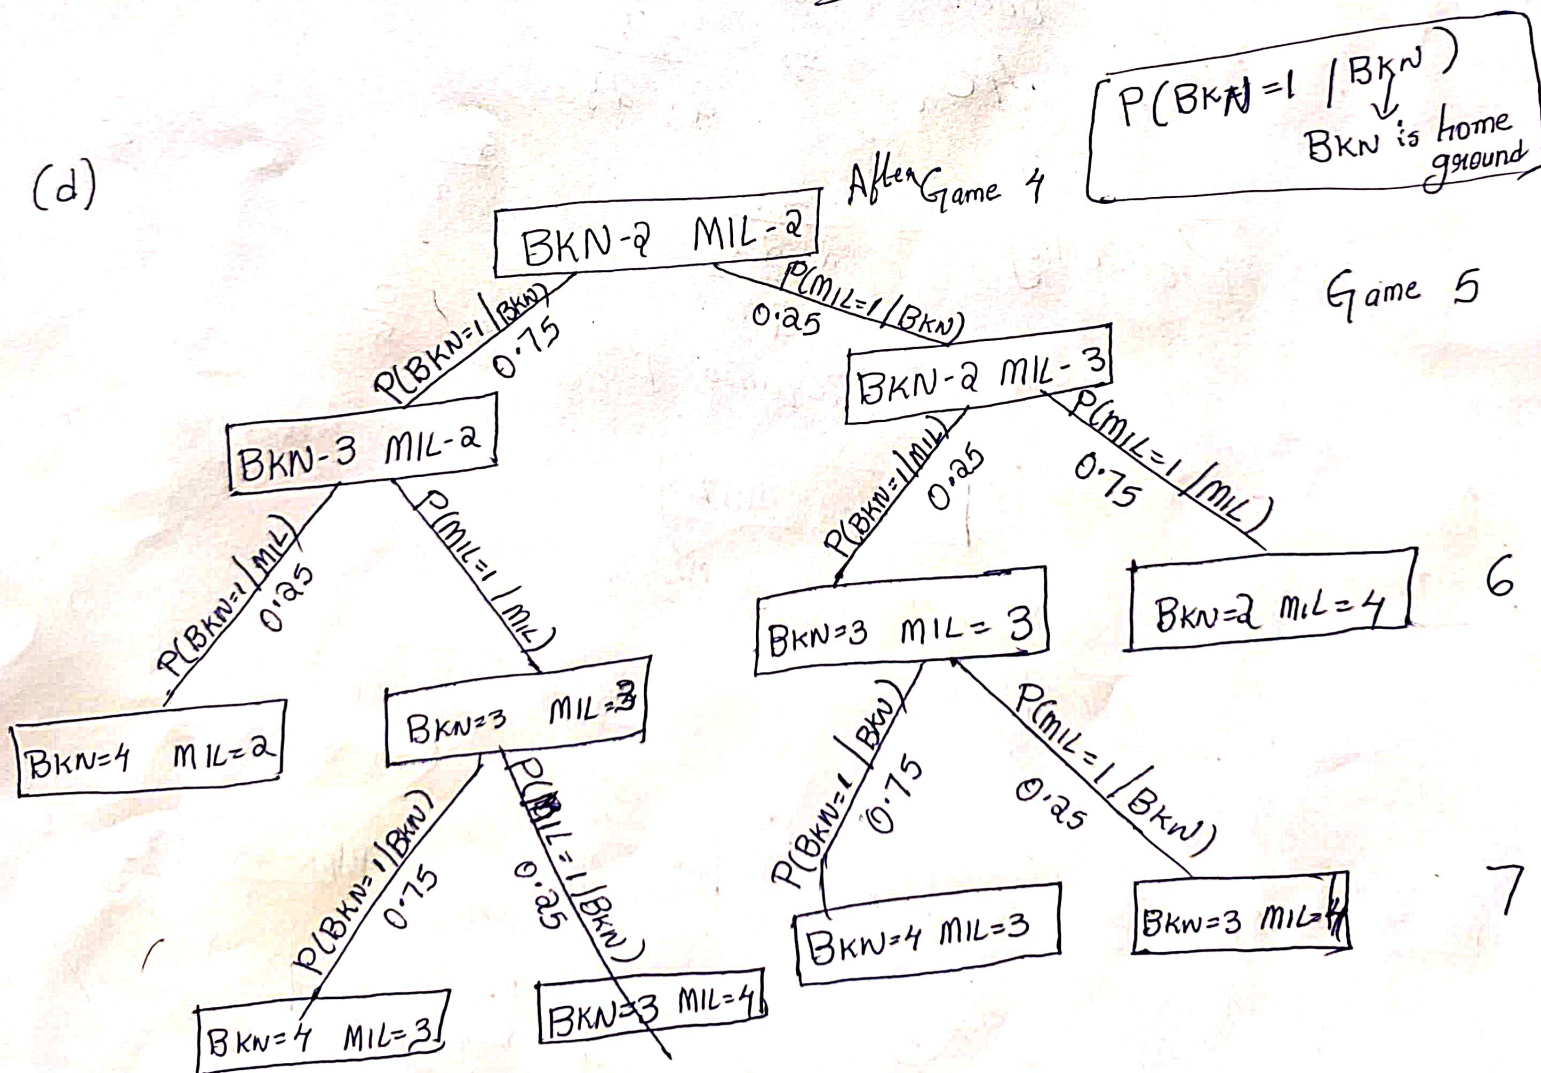 P(BKN=1 / BKN)
BKN is home
ground
(d)
After Game 4
BKN-2 MIL-2
Game 5
P(BKN=1/BKN)
0.75
P(MIL=1/BKN)
0.25
BKN-3 MIL-2
BKN-2 MIL-3
P(BKN=1/MIL)
0.25
P(MIL=1/MIL)
P(BKN=1/MIL)
0.25
P(MIL=1/MIL)
0.75
6
BKN=3 MIL=3
BKN=2 MIL=4
BKN=4 MIL=2
BKN=3 MIL=3
P(BKN=1/BKN)
0.75
P(MIL=1/BKN)
0.25
P(BKN=1/BKN)
0.75
P(MIL=1/BKN)
0.25
7
BKN=4 MIL=3
BKN=3 MIL=4
BKN=4 MIL=3
BKN=3 MIL=4